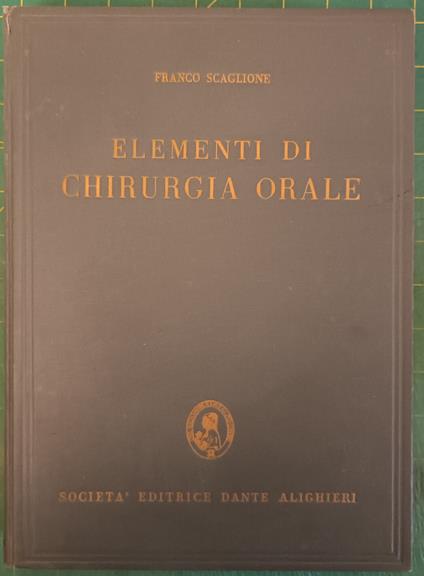 FRANCO SCAGLIONE
ELEMENTI DI
CHIRURGIA ORALE
SOCIETA' EDITRICE DANTE ALIGHIERI